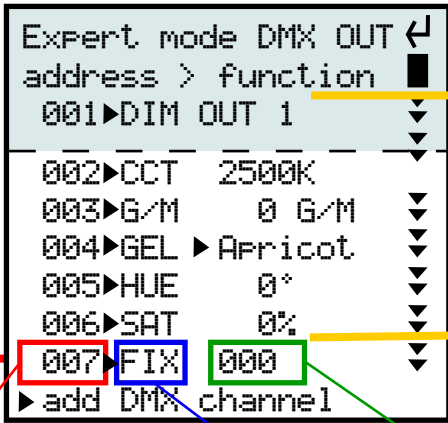 Expert mode DMX OUT
address > function
001▶DIM OUT 1
002▶CCT 2500K
003▶G/M 0 G/M
004▶GEL ▶Apricot
005▶HUE 0°
006▶SAT 0%
007▶FIX 000
▶add DMX channel